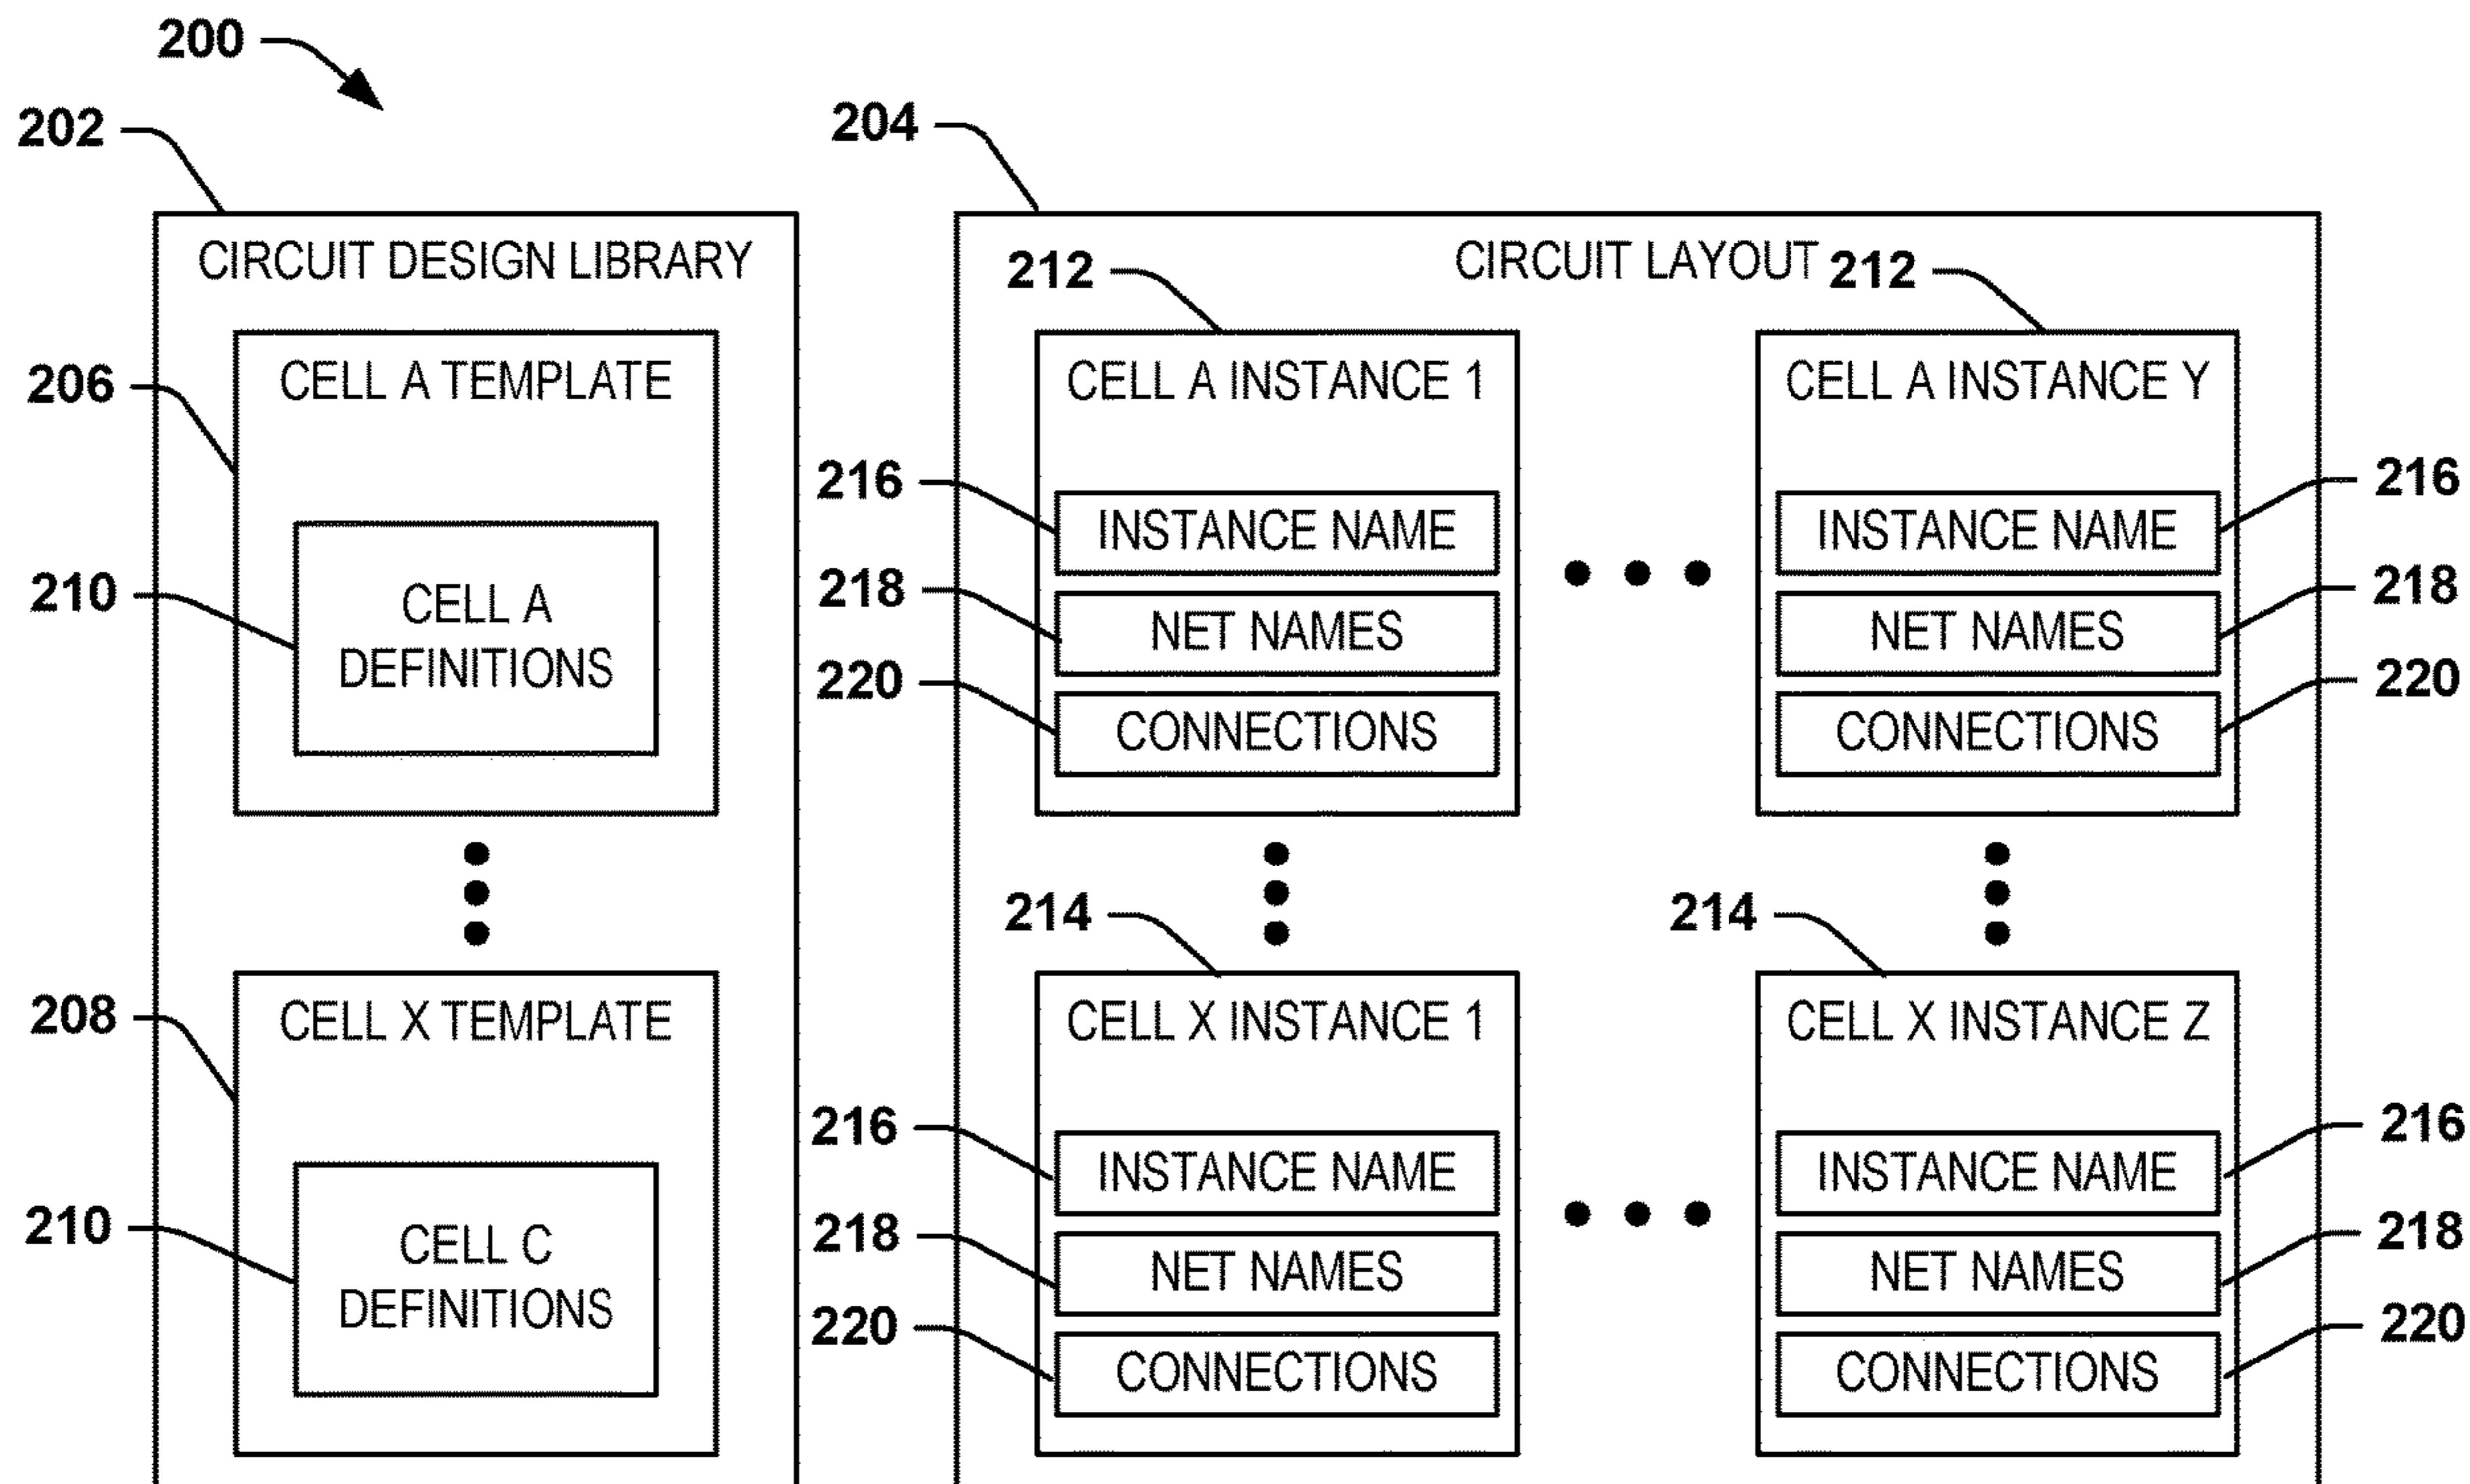 200
202
204
CIRCUIT DESIGN LIBRARY
CIRCUIT LAYOUT
212
212
206
CELL A TEMPLATE
210
CELL A
DEFINITIONS
CELL A INSTANCE 1
216
INSTANCE NAME
218
NET NAMES
220
CONNECTIONS
CELL A INSTANCE Y
INSTANCE NAME
216
NET NAMES
218
CONNECTIONS
220
208
CELL X TEMPLATE
210
CELL C
DEFINITIONS
214
CELL X INSTANCE 1
216
INSTANCE NAME
218
NET NAMES
220
CONNECTIONS
214
CELL X INSTANCE Z
INSTANCE NAME
216
NET NAMES
218
CONNECTIONS
220